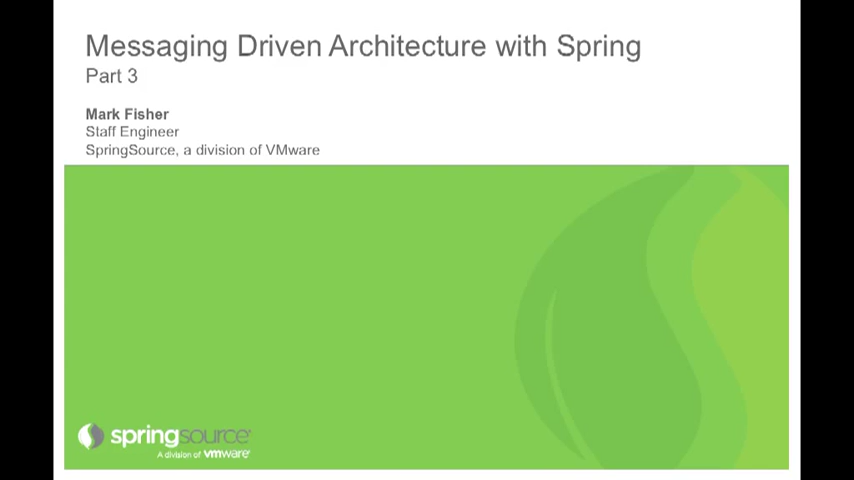 Messaging Driven Architecture with Spring
Part 3
Mark Fisher
Staff Engineer
SpringSource, a division of VMware
springsource
A division of vmware